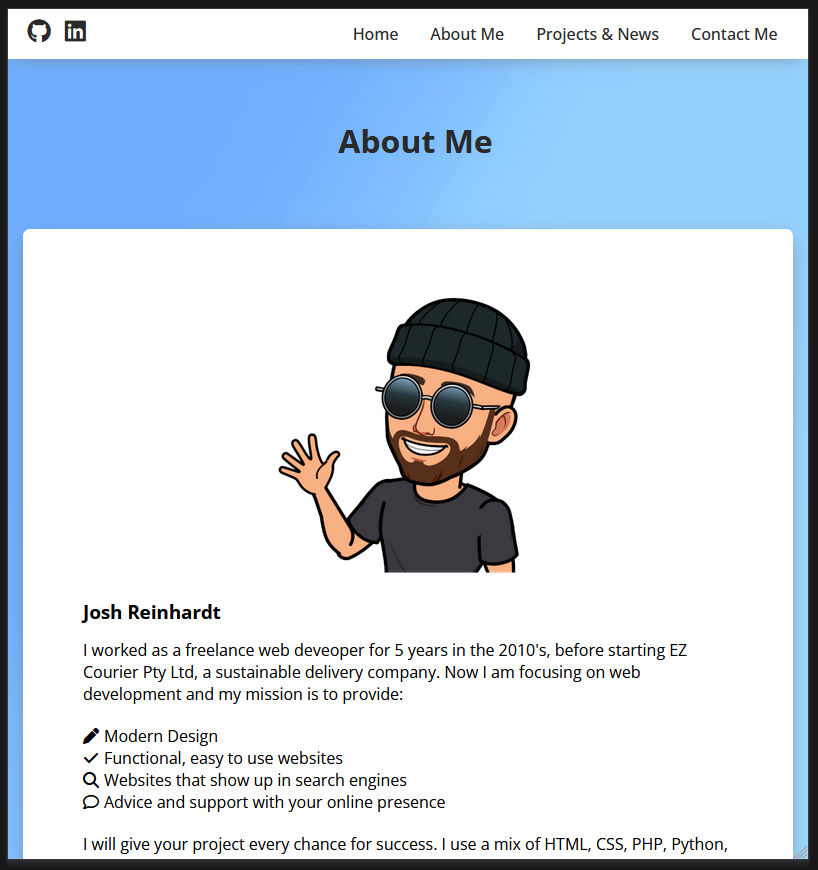 Home About Me Projects & News Contact Me
About Me
Josh Reinhardt
I worked as a freelance web deveoper for 5 years in the 2010's, before starting EZ
Courier Pty Ltd, a sustainable delivery company. Now I am focusing on web
development and my mission is to provide:
Modern Design
Functional, easy to use websites
Websites that show up in search engines
Advice and support with your online presence
I will give your project every chance for success. I use a mix of HTML, CSS, PHP, Python,